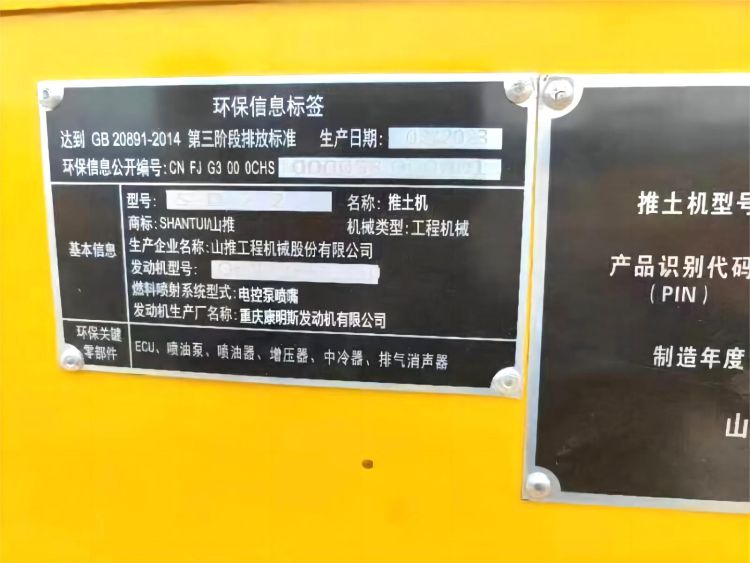 环保信息标签
达到 GB 20891-2014 第三阶段排放标准 生产日期:
环保信息公开编号: CN FJ G3 00 0CHS
基本信息
型号: 名称: 推土机
商标: SHANTUI/山推 机械类型: 工程机械
生产企业名称: 山推工程机械股份有限公司
发动机型号:
燃料喷射系统型式: 电控泵喷嘴
发动机生产厂名称: 重庆康明斯发动机有限公司
环保关键
零部件
ECU、喷油泵、喷油器、增压器、中冷器、排气消声器
推土机型号
产品识别代码
(PIN)
制造年度
山